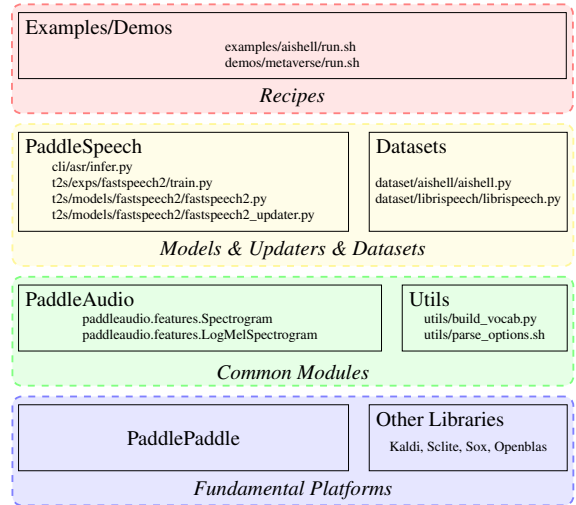 Examples/Demos
examples/aishell/run.sh
demos/metaverse/run.sh
Recipes
PaddleSpeech
cli/asr/infer.py
t2s/exps/fastspeech2/train.py
t2s/models/fastspeech2/fastspeech2.py
t2s/models/fastspeech2/fastspeech2_updater.py
Datasets
dataset/aishell/aishell.py
dataset/librispeech/librispeech.py
Models & Updaters & Datasets
PaddleAudio
paddleaudio.features.Spectrogram
paddleaudio.features.LogMelSpectrogram
Utils
utils/build_vocab.py
utils/parse_options.sh
Common Modules
PaddlePaddle
Other Libraries
Kaldi, Sclite, Sox, Openblas
Fundamental Platforms